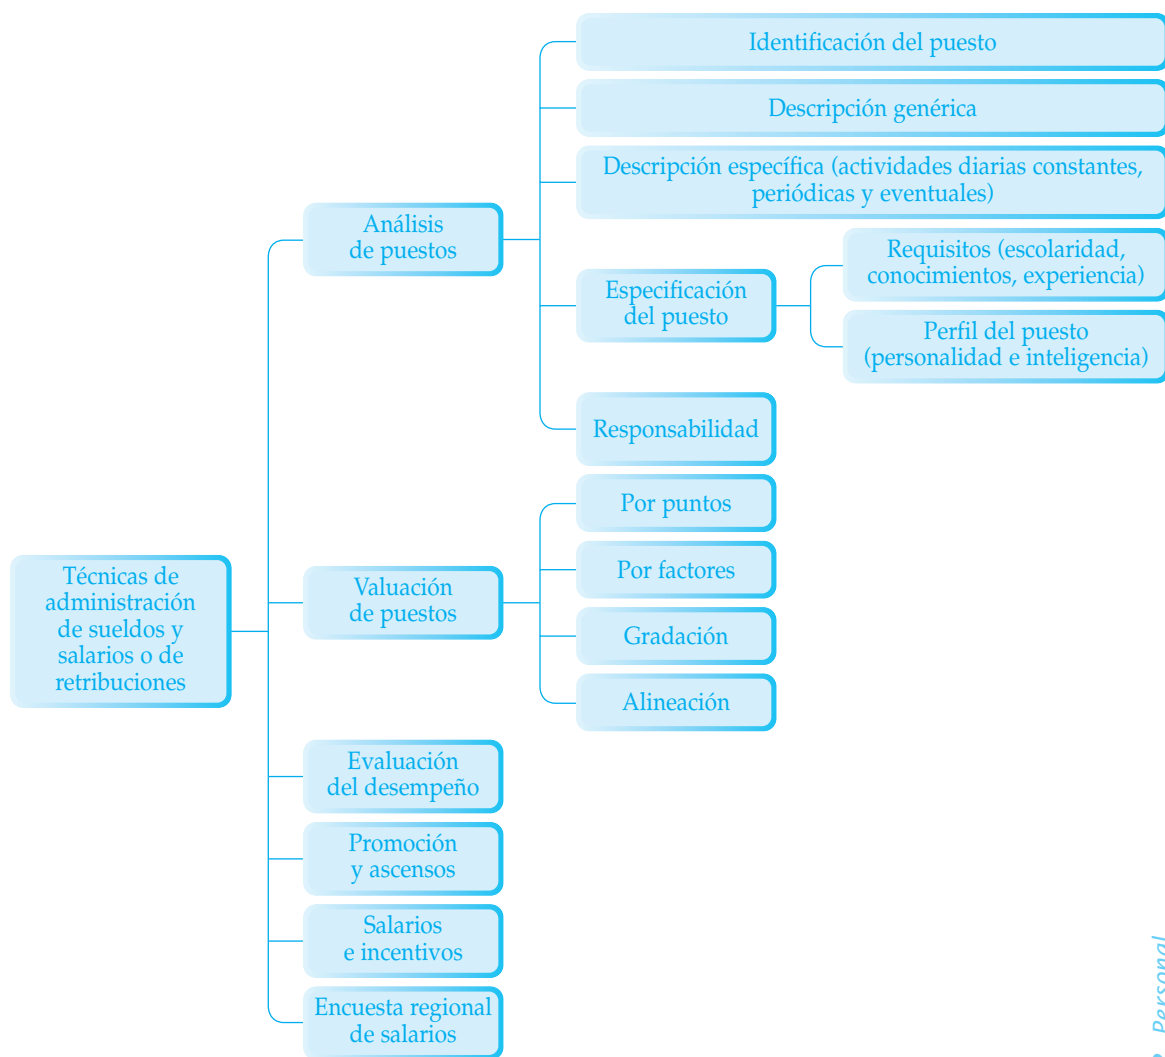 Identificación del puesto
Descripción genérica
Descripción específica (actividades diarias constantes,
periódicas y eventuales)
Análisis
de puestos
Requisitos (escolaridad,
conocimientos, experiencia)
Especificación
del puesto
Perfil del puesto
(personalidad e inteligencia)
Responsabilidad
Por puntos
Por factores
Técnicas de
administración
de sueldos y
salarios o de
retribuciones
Valuación
de puestos
Gradación
Alineación
Evaluación
del desempeño
Promoción
y ascensos
Salarios
e incentivos
Encuesta regional
de salarios
Personal